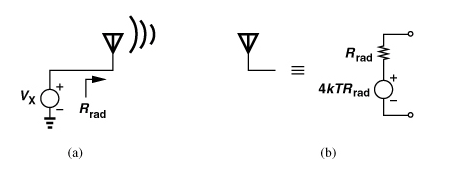 V_X
+
−
R_rad
(a)
≡
R_rad
4kTR_rad
+
−
(b)